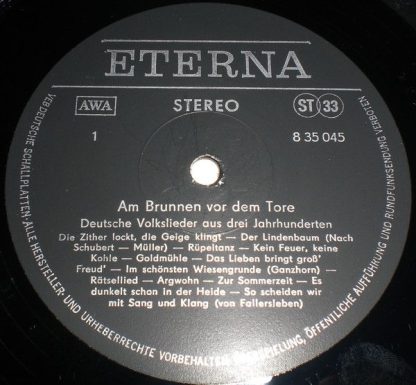 ETERNA
AWA
STEREO
ST 33
1
8 35 045
Am Brunnen vor dem Tore
Deutsche Volkslieder aus drei Jahrhunderten
Die Zither lockt, die Geige klingt — Der Lindenbaum (Nach
Schubert — Müller) — Rüpeltanz — Kein Feuer, keine
Kohle — Goldmühle — Das Lieben bringt groß'
Freud' — Im schönsten Wiesengrunde (Ganzhorn) —
Rätsellied — Argwohn — Zur Sommerzeit — Es
dunkelt schon in der Heide — So scheiden wir
mit Sang und Klang (von Fallersleben)
VEB DEUTSCHE SCHALLPLATTEN · ALLE HERSTELLER- UND URHEBERRECHTE VORBEHALTEN ÖFFENTLICHE AUFFÜHRUNG UND RUNDFUNKSENDUNG VERBOTEN